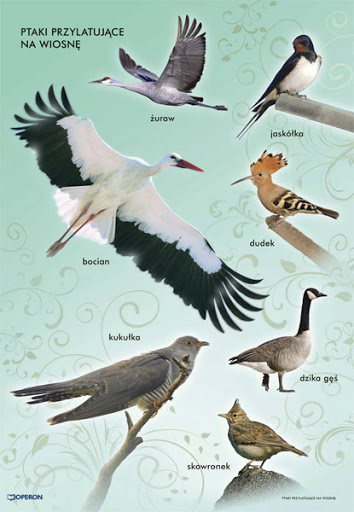 PTAKI PRZYLATUJĄCE
NA WIOSNĘ
żuraw
jaskółka
dudek
bocian
kukułka
dzika gęś
skowronek
OPERON
PTAKI PRZYLATUJĄCE NA WIOSNĘ